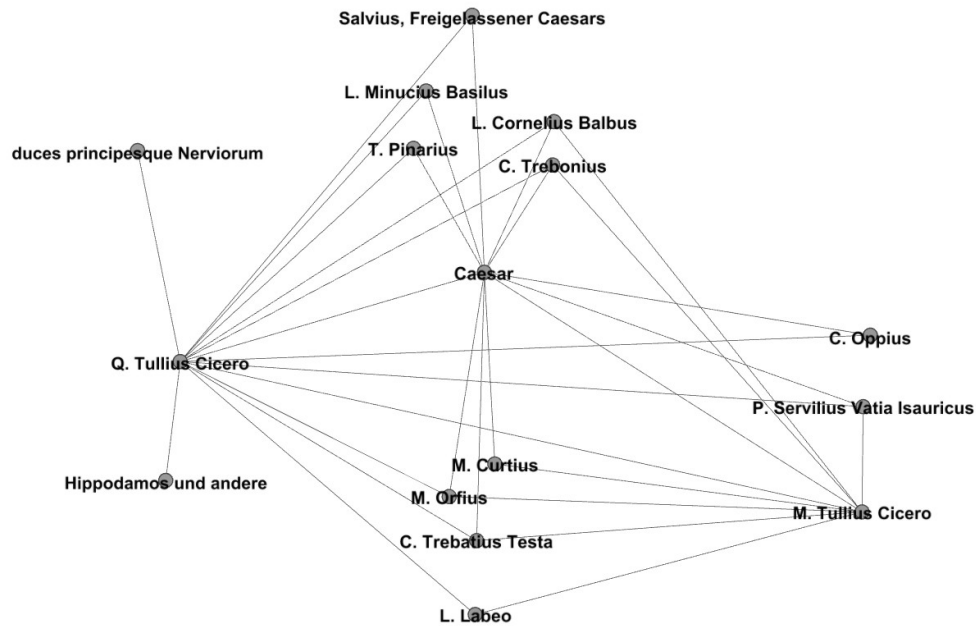 Salvius, Freigelassener Caesars
L. Minucius Basilus
L. Cornelius Balbus
duces principesque Nerviorum
T. Pinarius
C. Trebonius
Caesar
C. Oppius
Q. Tullius Cicero
P. Servilius Vatia Isauricus
M. Curtius
Hippodamos und andere
M. Orfius
M. Tullius Cicero
C. Trebatius Testa
L. Labeo